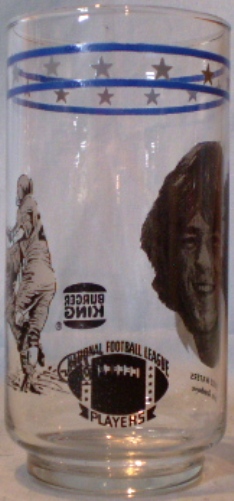 BURGER
KING
®
NATIONAL FOOTBALL LEAGUE
PLAYERS